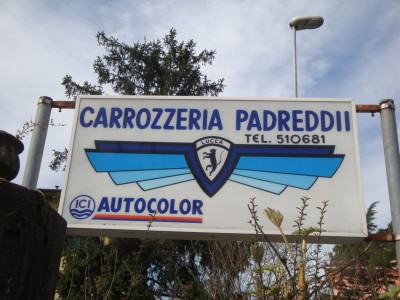 CARROZZERIA PADREDDII
TEL. 510681
LUCCA
ICI AUTOCOLOR